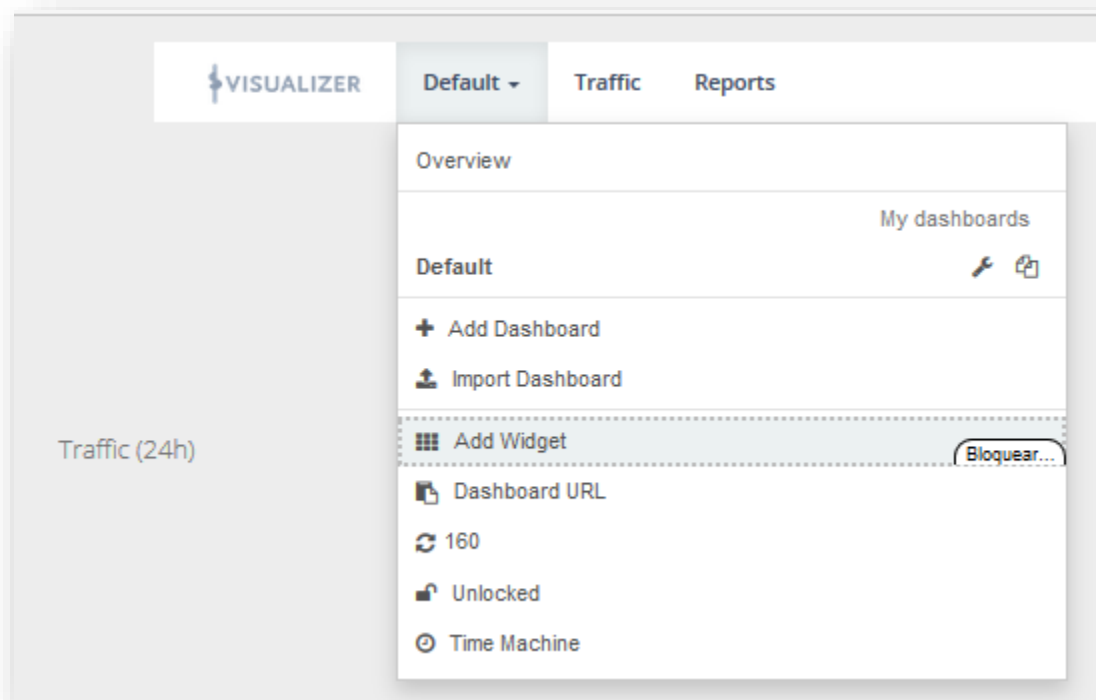 VISUALIZER Default Traffic Reports
Overview
My dashboards
Default
Add Dashboard
Import Dashboard
Traffic (24h)
Add Widget
Bloquear...
Dashboard URL
160
Unlocked
Time Machine